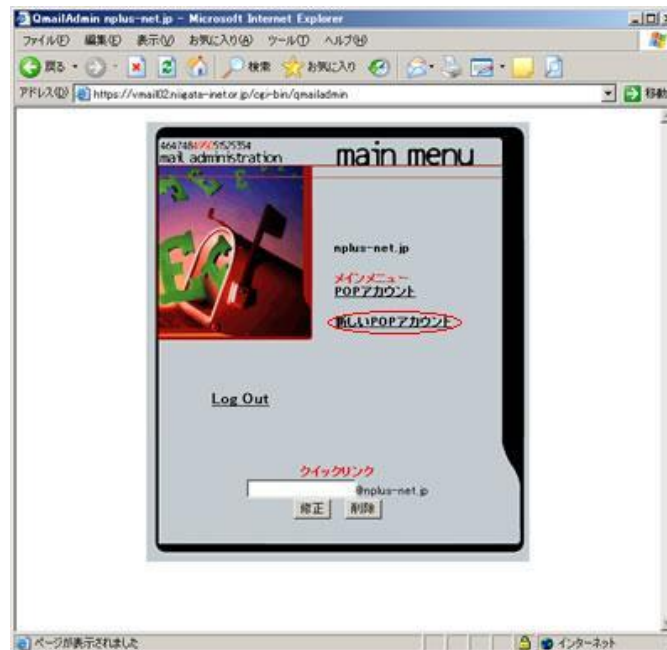 QmailAdmin nplus-net.jp - Microsoft Internet Explorer
ファイル(F) 編集(E) 表示(V) お気に入り(A) ツール(T) ヘルプ(H)
戻る 検索 お気に入り
アドレス(D) https://vmail02.niigata-inet.or.jp/cgi-bin/qmailadmin 移動
mail administration
main menu
nplus-net.jp
メインメニュー
POPアカウント
新しいPOPアカウント
Log Out
クイックリンク
@nplus-net.jp
修正 削除
ページが表示されました インターネット